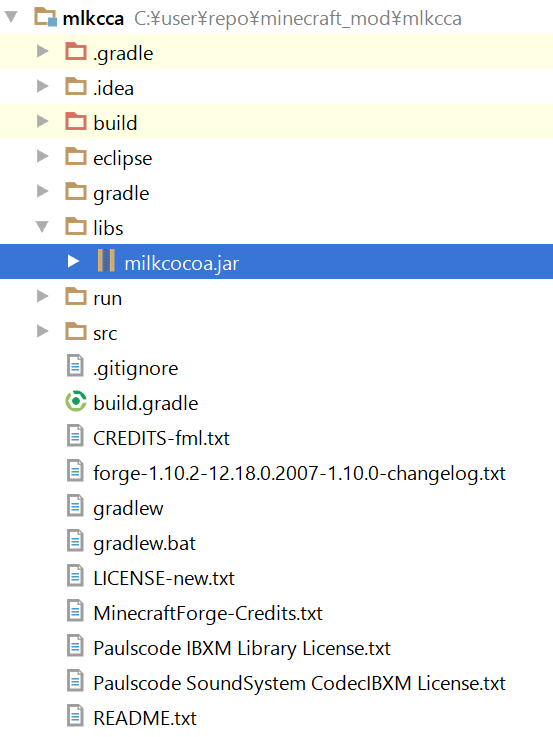 mlkcca C:¥user¥repo¥minecraft_mod¥mlkcca
.gradle
.idea
build
eclipse
gradle
libs
milkcocoa.jar
run
src
.gitignore
build.gradle
CREDITS-fml.txt
forge-1.10.2-12.18.0.2007-1.10.0-changelog.txt
gradlew
gradlew.bat
LICENSE-new.txt
MinecraftForge-Credits.txt
Paulscode IBXM Library License.txt
Paulscode SoundSystem CodecIBXM License.txt
README.txt